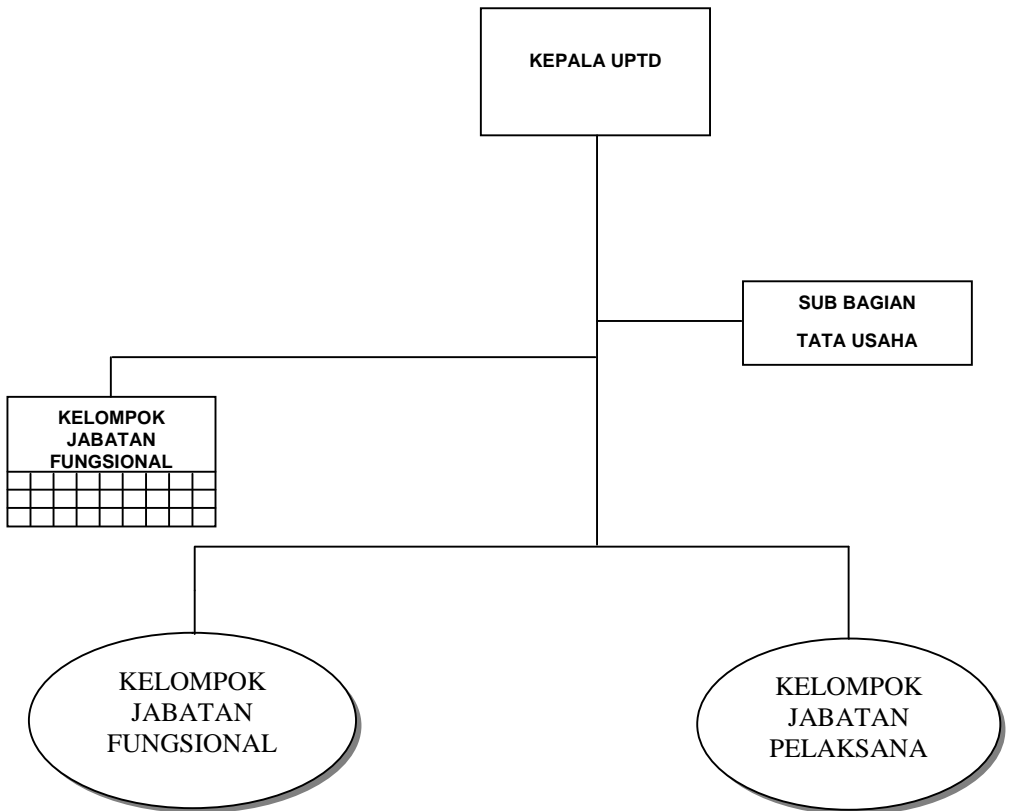 KEPALA UPTD
SUB BAGIAN
TATA USAHA
KELOMPOK
JABATAN
FUNGSIONAL
KELOMPOK
JABATAN
FUNGSIONAL
KELOMPOK
JABATAN
PELAKSANA